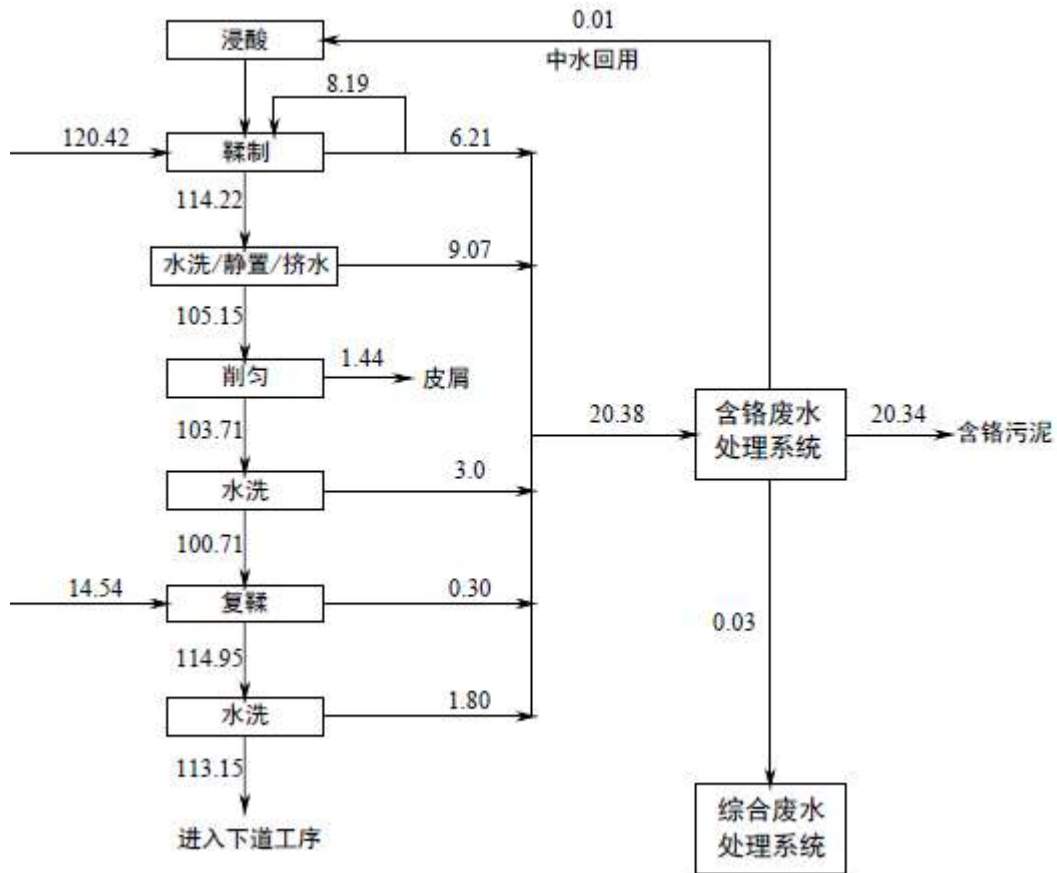 0.01
浸酸
中水回用
8.19
120.42
鞣制
6.21
114.22
水洗/静置/挤水
9.07
105.15
削匀
1.44
皮屑
103.71
20.38
含铬废水
处理系统
20.34
含铬污泥
水洗
3.0
100.71
14.54
复鞣
0.30
0.03
114.95
水洗
1.80
113.15
进入下道工序
综合废水
处理系统